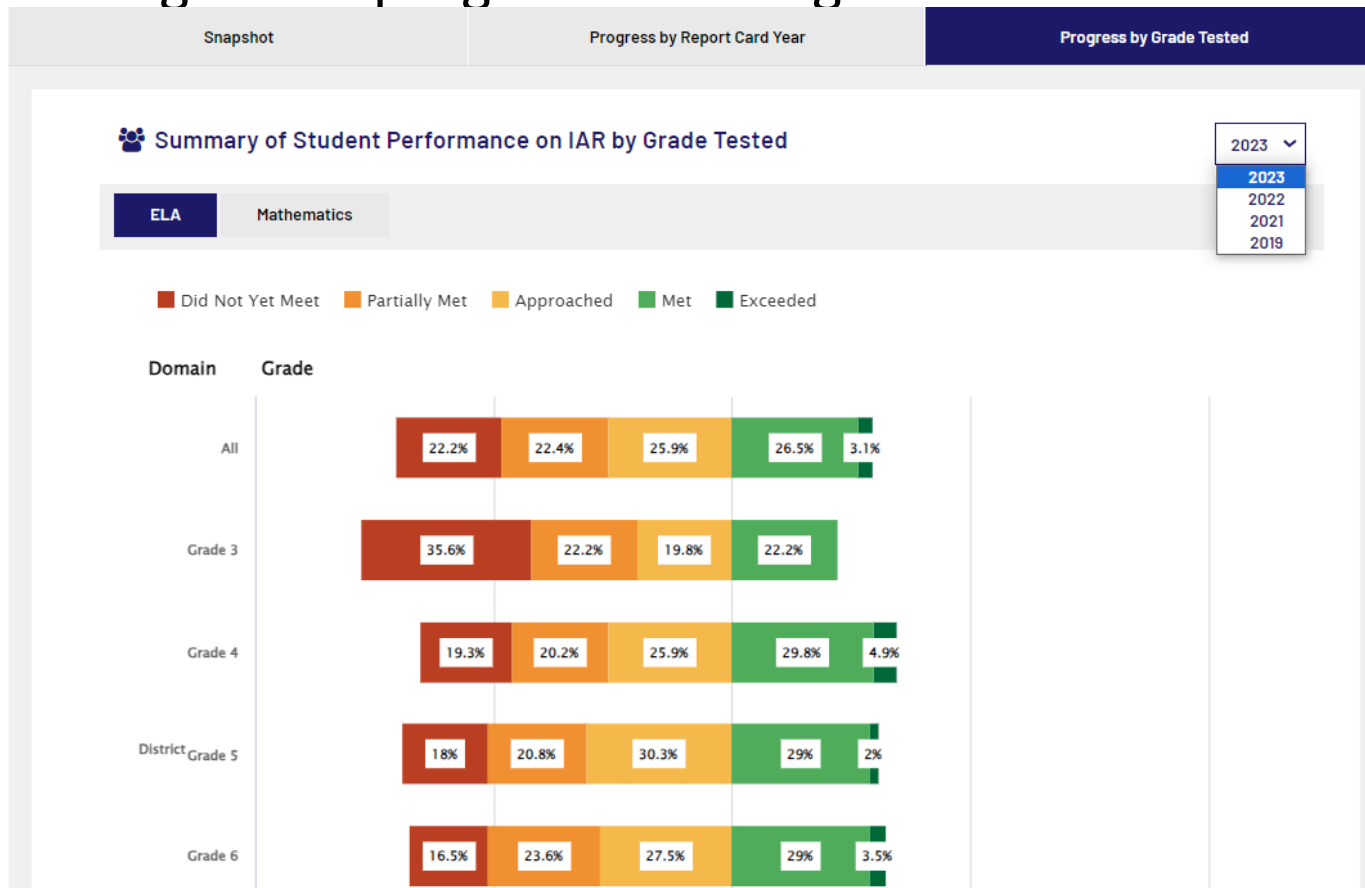 Snapshot Progress by Report Card Year Progress by Grade Tested
Summary of Student Performance on IAR by Grade Tested
2023
2023
2022
2021
2019
ELA Mathematics
Did Not Yet Meet Partially Met Approached Met Exceeded
Domain Grade
All 22.2% 22.4% 25.9% 26.5% 3.1%
Grade 3 35.6% 22.2% 19.8% 22.2%
Grade 4 19.3% 20.2% 25.9% 29.8% 4.9%
District Grade 5 18% 20.8% 30.3% 29% 2%
Grade 6 16.5% 23.6% 27.5% 29% 3.5%